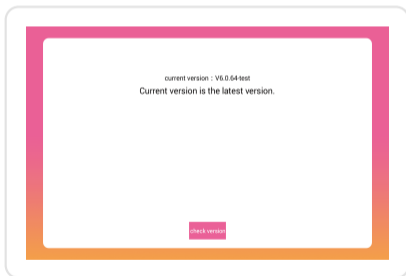 current version：V6.0.64-test
Current version is the latest version.
check version